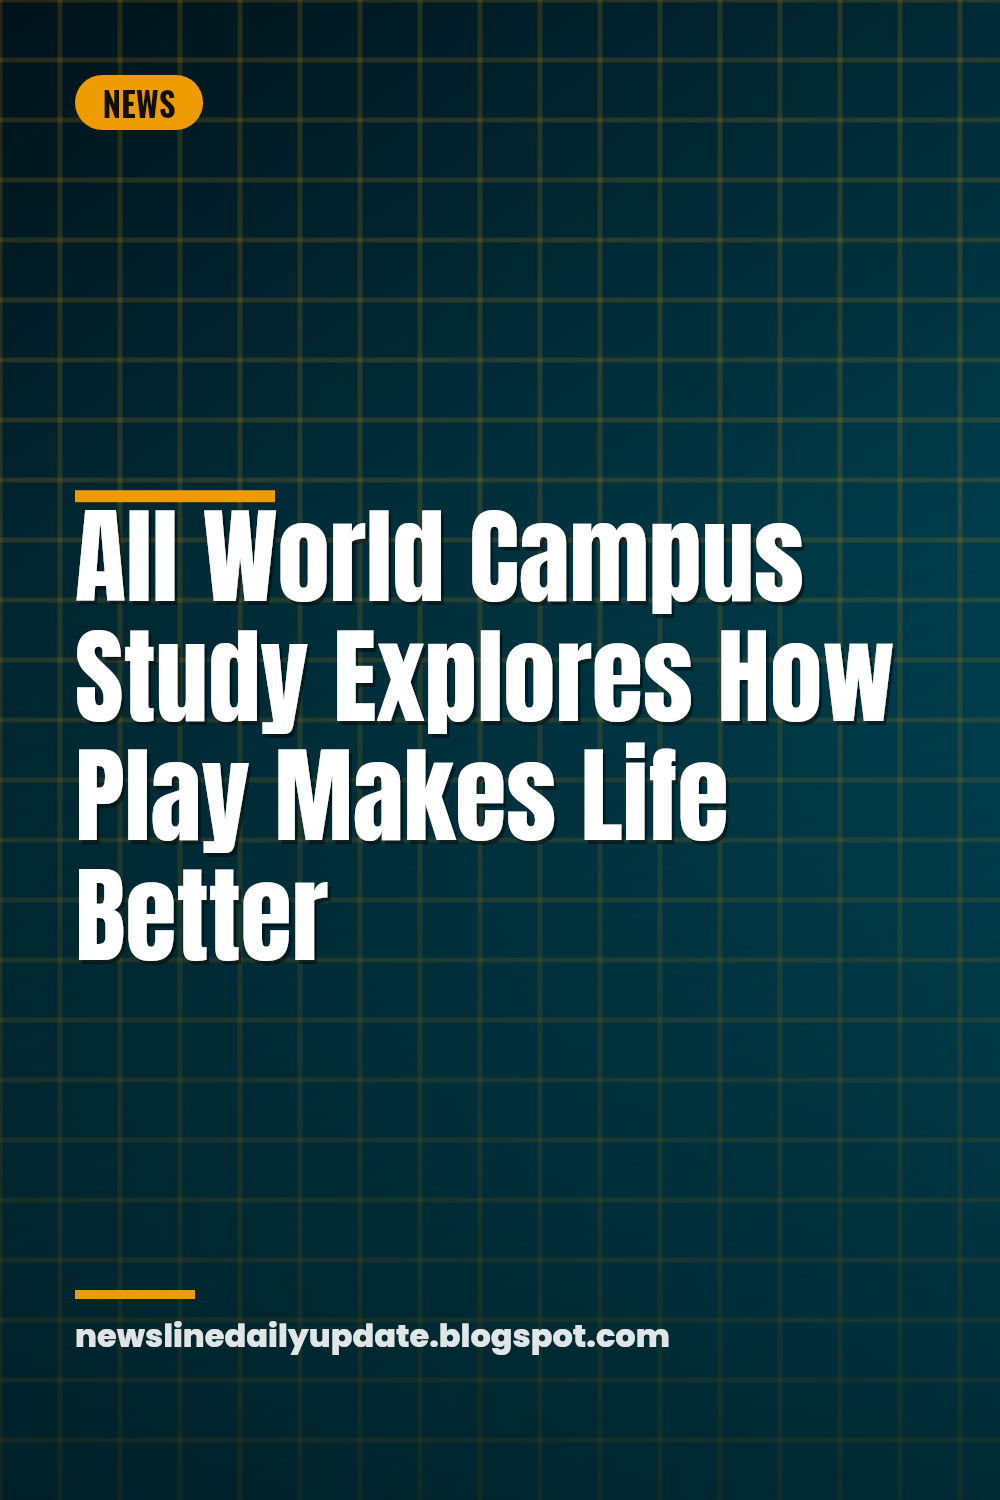 NEWS
All World Campus
Study Explores How
Play Makes Life
Better
newslinedailyupdate.blogspot.com